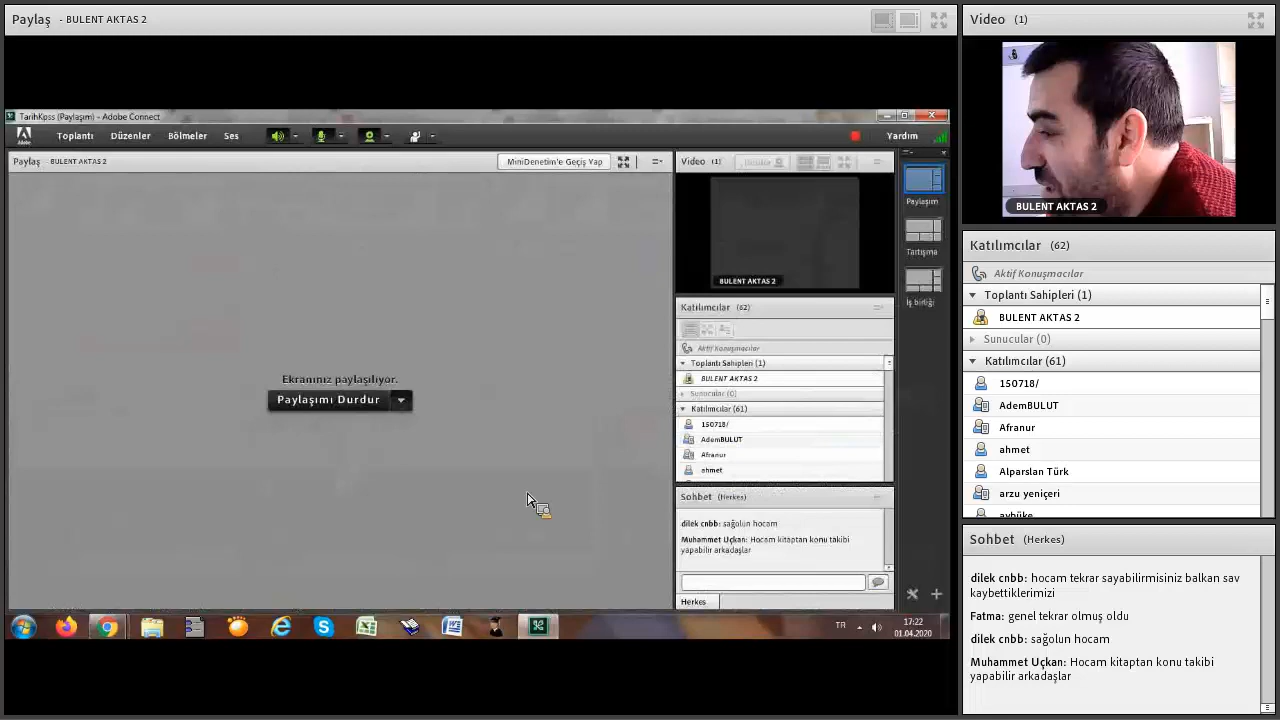 Paylaş - BULENT AKTAS 2
TarihKpss (Paylaşım) - Adobe Connect
Adobe
Toplantı Düzenler Bölmeler Ses Yardım
Paylaş - BULENT AKTAS 2
MiniDenetim'e Geçiş Yap
Ekranınız paylaşılıyor.
Paylaşımı Durdur
Video (1)
BULENT AKTAS 2
Katılımcılar (62)
Aktif Konuşmacılar
Toplantı Sahipleri (1)
BULENT AKTAS 2
Sunucular (0)
Katılımcılar (61)
150718/
AdemBULUT
Afranur
ahmet
Sohbet (Herkes)
dilek cnbb: sağolun hocam
Muhammet Uçkan: Hocam kitaptan konu takibi
yapabilir arkadaşlar
Herkes
Paylaşım
Tartışma
İş birliği
TR
17:22
01.04.2020
Video (1)
BULENT AKTAS 2
Katılımcılar (62)
Aktif Konuşmacılar
Toplantı Sahipleri (1)
BULENT AKTAS 2
Sunucular (0)
Katılımcılar (61)
150718/
AdemBULUT
Afranur
ahmet
Alparslan Türk
arzu yeniçeri
aybüke
Sohbet (Herkes)
dilek cnbb: hocam tekrar sayabilirmisiniz balkan sav
kaybettiklerimizi
Fatma: genel tekrar olmuş oldu
dilek cnbb: sağolun hocam
Muhammet Uçkan: Hocam kitaptan konu takibi
yapabilir arkadaşlar